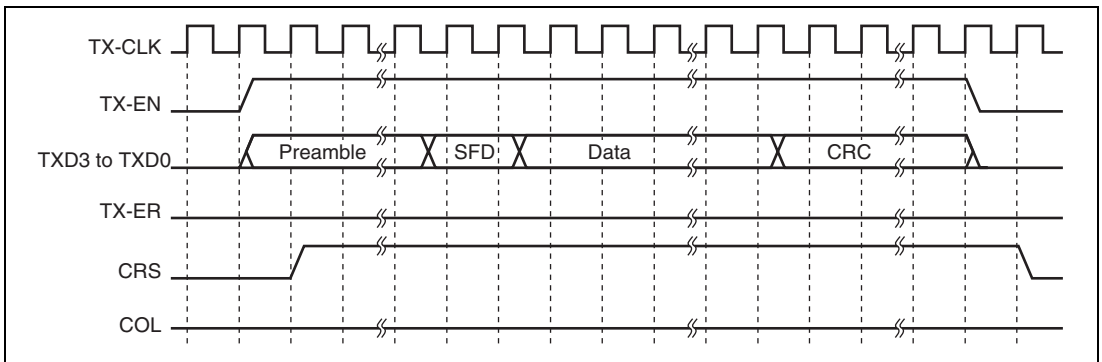 TX-CLK
TX-EN
TXD3 to TXD0
Preamble SFD Data CRC
TX-ER
CRS
COL